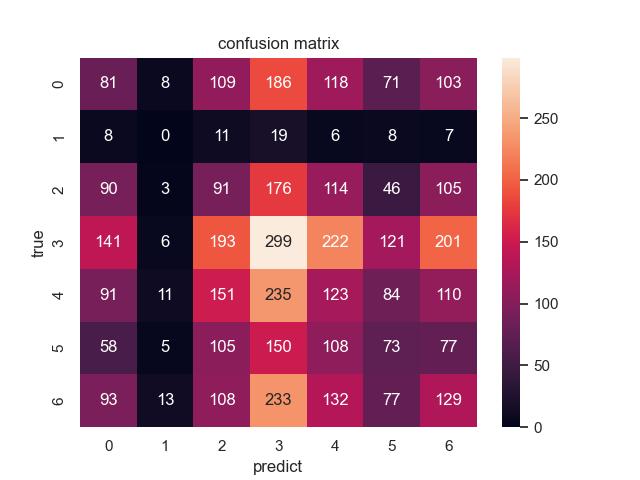 confusion matrix
0 81 8 109 186 118 71 103
1 8 0 11 19 6 8 7
2 90 3 91 176 114 46 105
3 141 6 193 299 222 121 201
4 91 11 151 235 123 84 110
5 58 5 105 150 108 73 77
6 93 13 108 233 132 77 129
0 1 2 3 4 5 6
predict
true
250
200
150
100
50
0